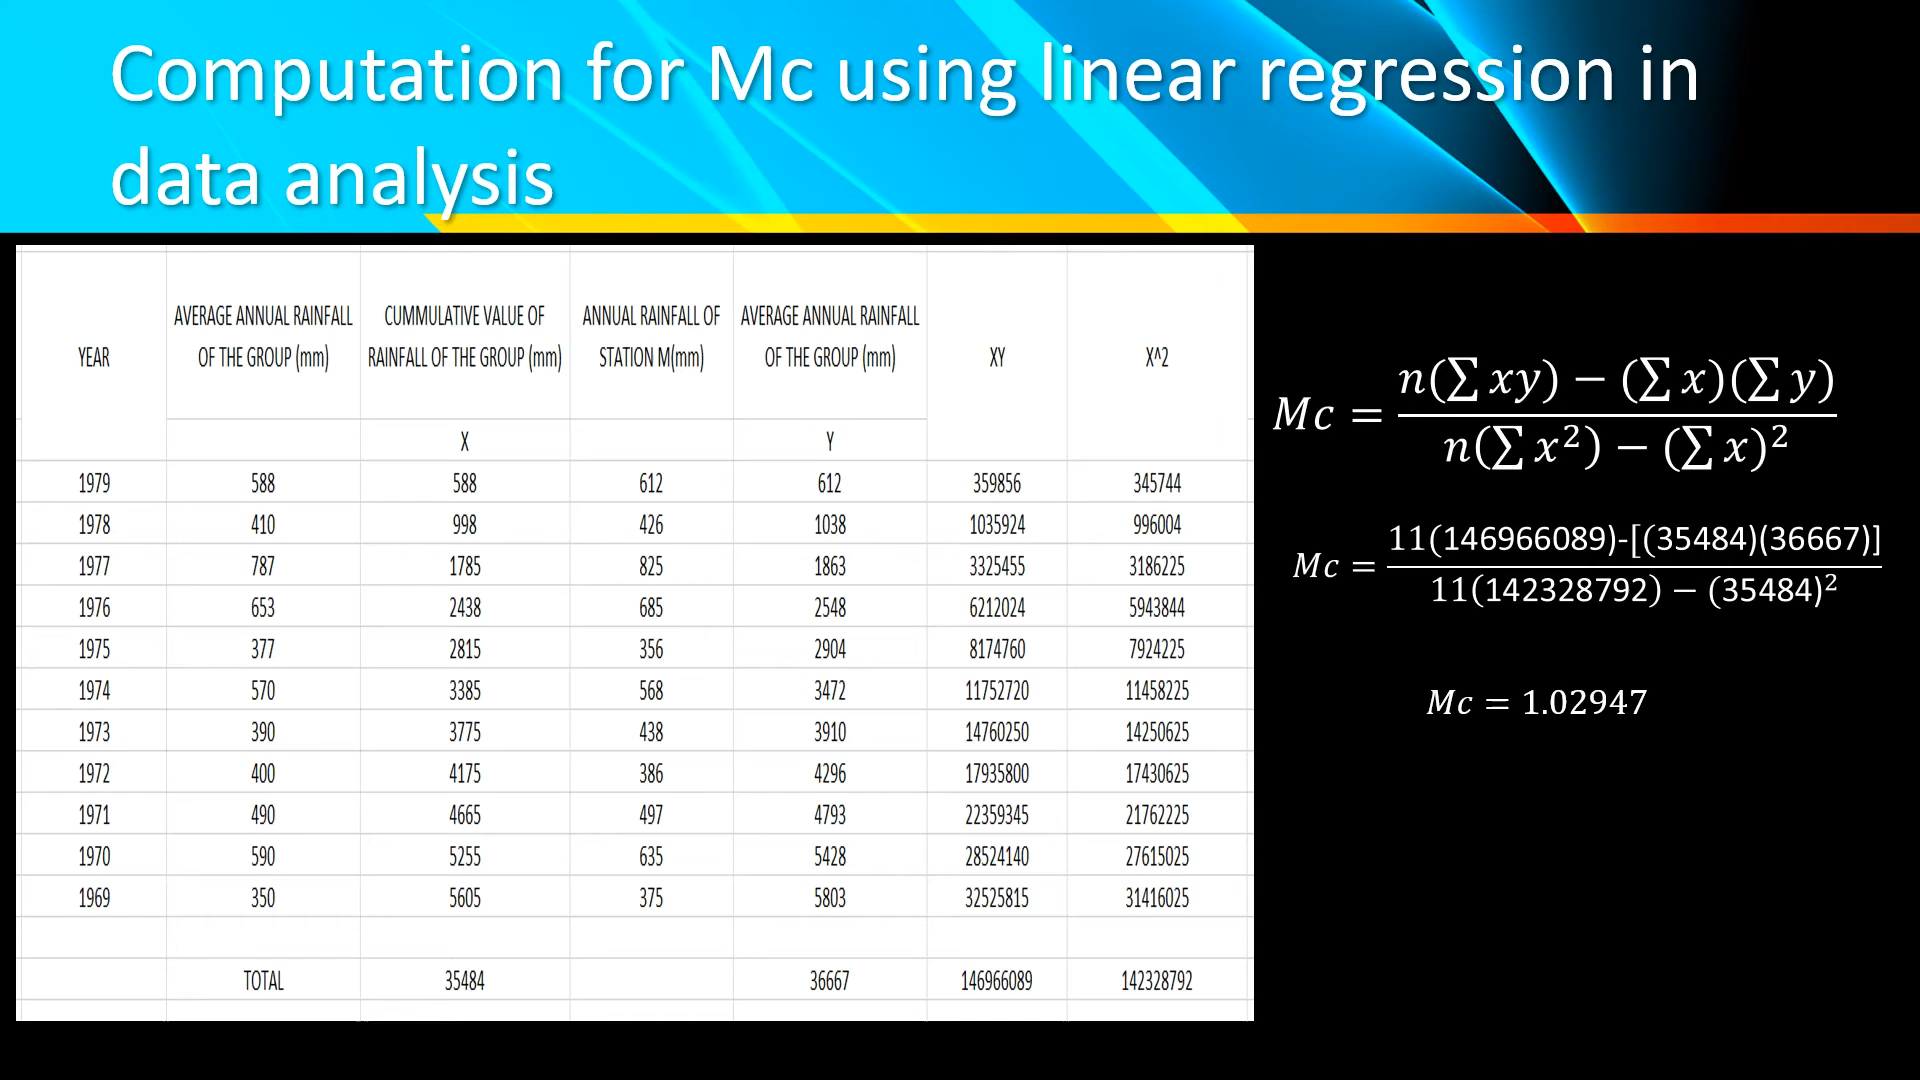 Computation for Mc using linear regression in
data analysis
YEAR AVERAGE ANNUAL RAINFALL OF THE GROUP (mm) CUMMULATIVE VALUE OF RAINFALL OF THE GROUP (mm) ANNUAL RAINFALL OF STATION M(mm) AVERAGE ANNUAL RAINFALL OF THE GROUP (mm) XY X^2
X Y
1979 588 588 612 612 359856 345744
1978 410 998 426 1038 1035924 996004
1977 787 1785 825 1863 3325455 3186225
1976 653 2438 685 2548 6212024 5943844
1975 377 2815 356 2904 8174760 7924225
1974 570 3385 568 3472 11752720 11458225
1973 390 3775 438 3910 14760250 14250625
1972 400 4175 386 4296 17935800 17430625
1971 490 4665 497 4793 22359345 21762225
1970 590 5255 635 5428 28524140 27615025
1969 350 5605 375 5803 32525815 31416025
TOTAL 35484 36667 146966089 142328792
Mc = n(∑ xy) − (∑ x)(∑ y) / n(∑ x²) − (∑ x)²
Mc = 11(146966089)-[(35484)(36667)] / 11(142328792) − (35484)²
Mc = 1.02947